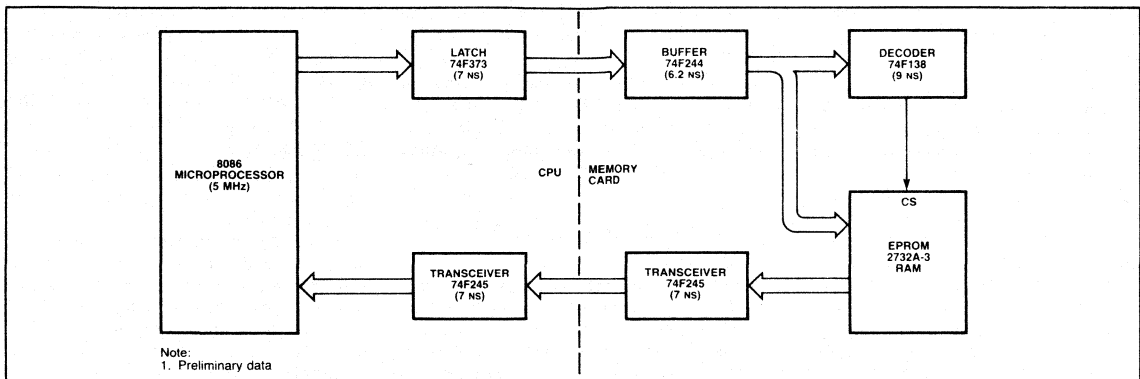 LATCH
74F373
(7 NS)
BUFFER
74F244
(6.2 NS)
DECODER
74F138
(9 NS)
8086
MICROPROCESSOR
(5 MHz)
CPU
MEMORY
CARD
CS
EPROM
2732A-3
RAM
TRANSCEIVER
74F245
(7 NS)
TRANSCEIVER
74F245
(7 NS)
Note:
1. Preliminary data